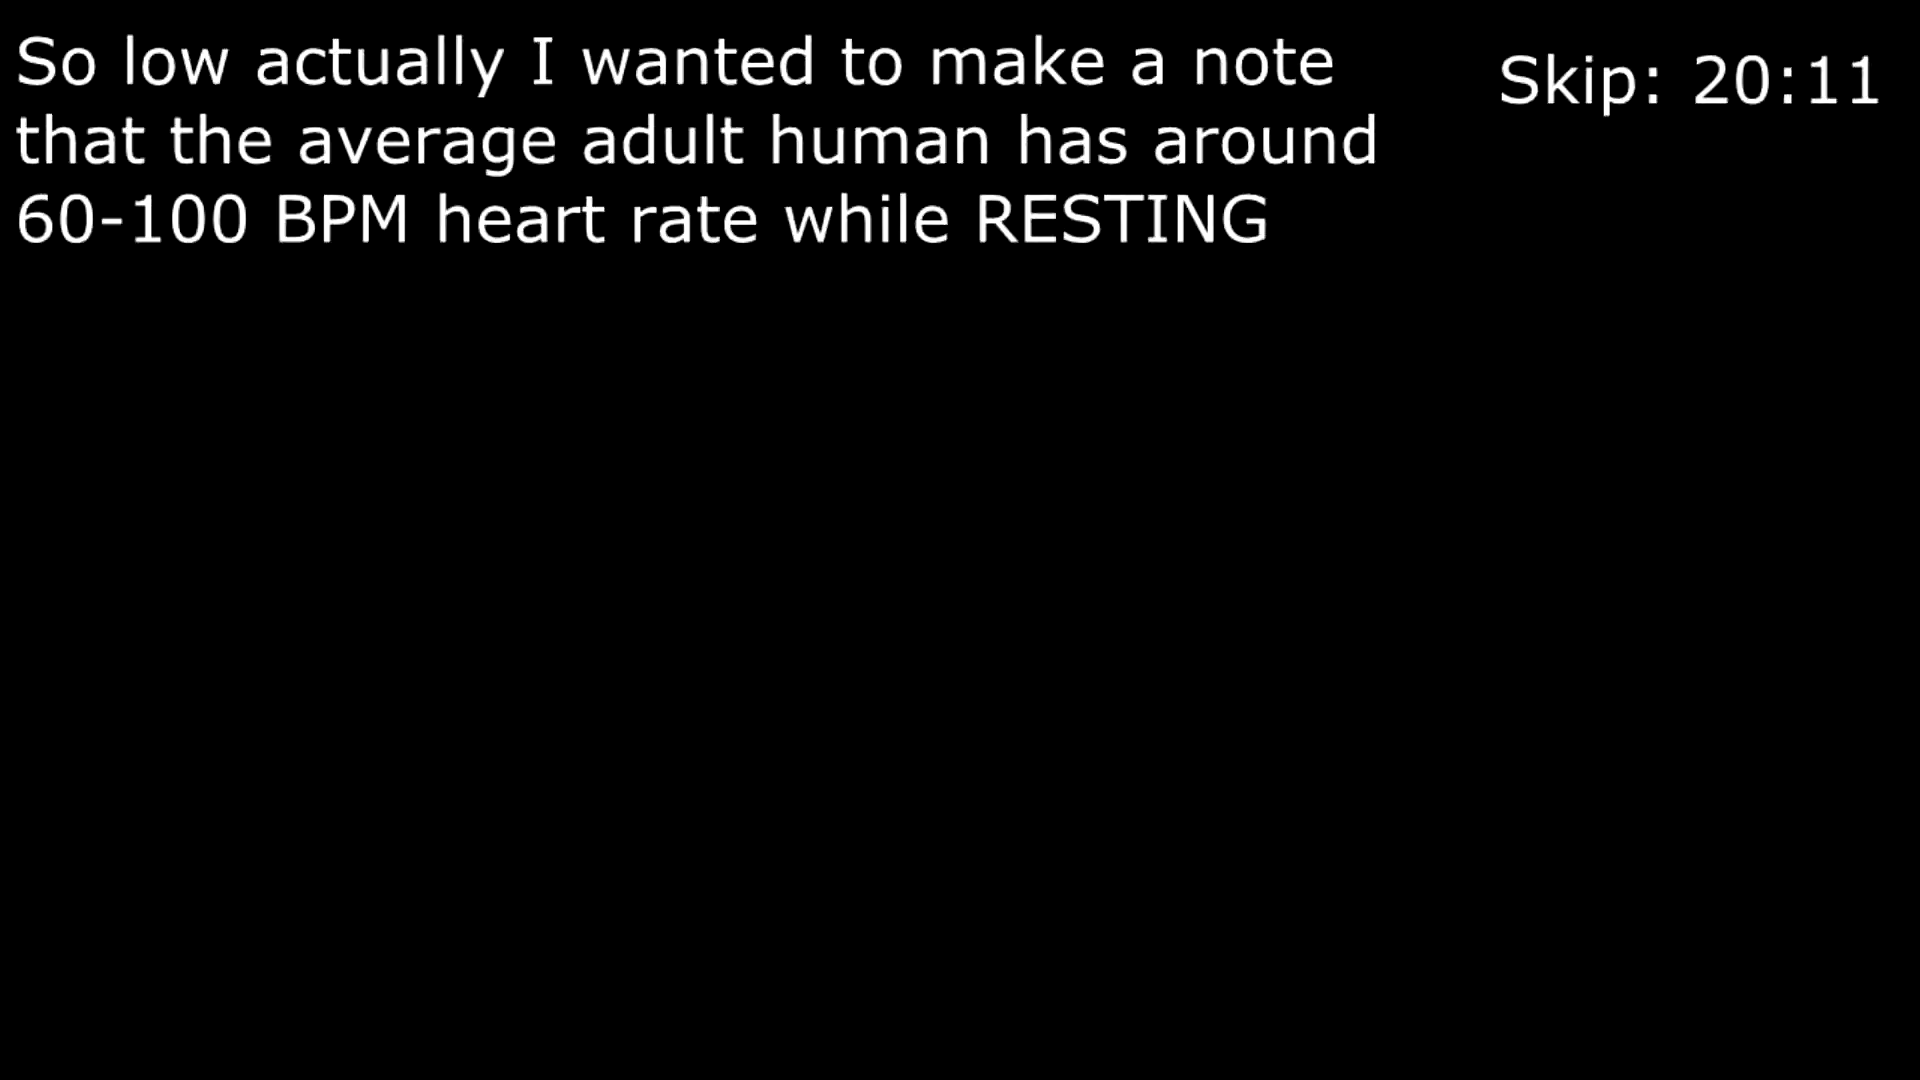 So low actually I wanted to make a note
that the average adult human has around
60-100 BPM heart rate while RESTING
Skip: 20:11